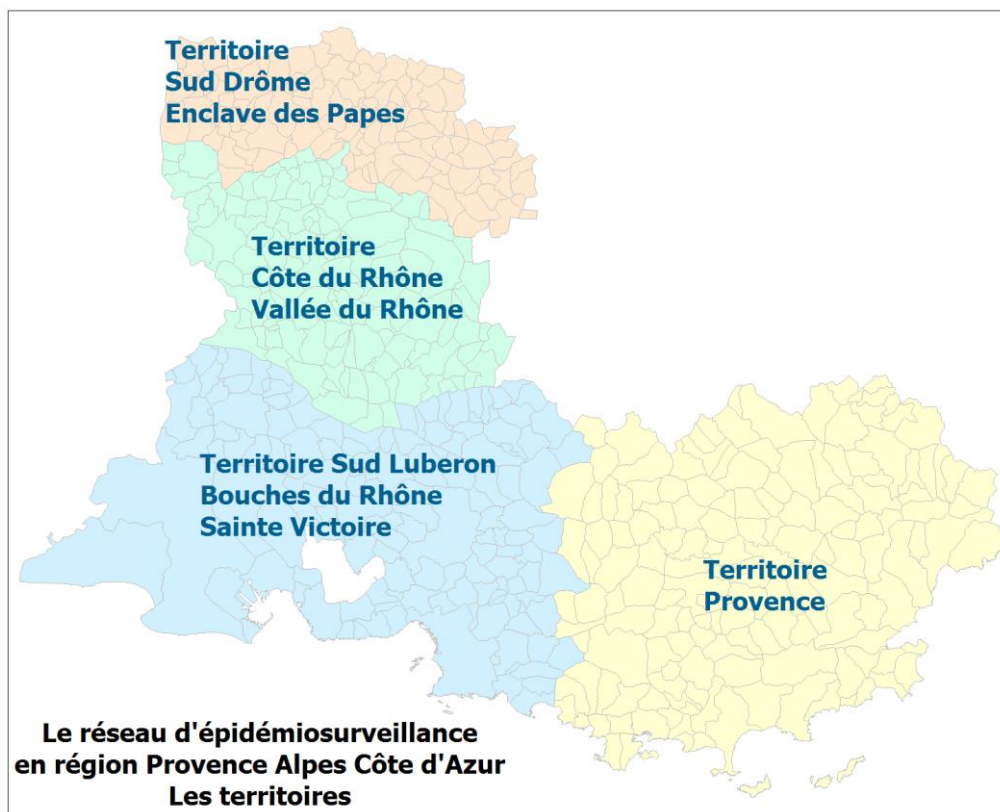 Territoire
Sud Drôme
Enclave des Papes
Territoire
Côte du Rhône
Vallée du Rhône
Territoire Sud Luberon
Bouches du Rhône
Sainte Victoire
Territoire
Provence
Le réseau d'épidémiosurveillance
en région Provence Alpes Côte d'Azur
Les territoires